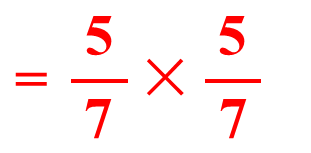 = 5/7 × 5/7